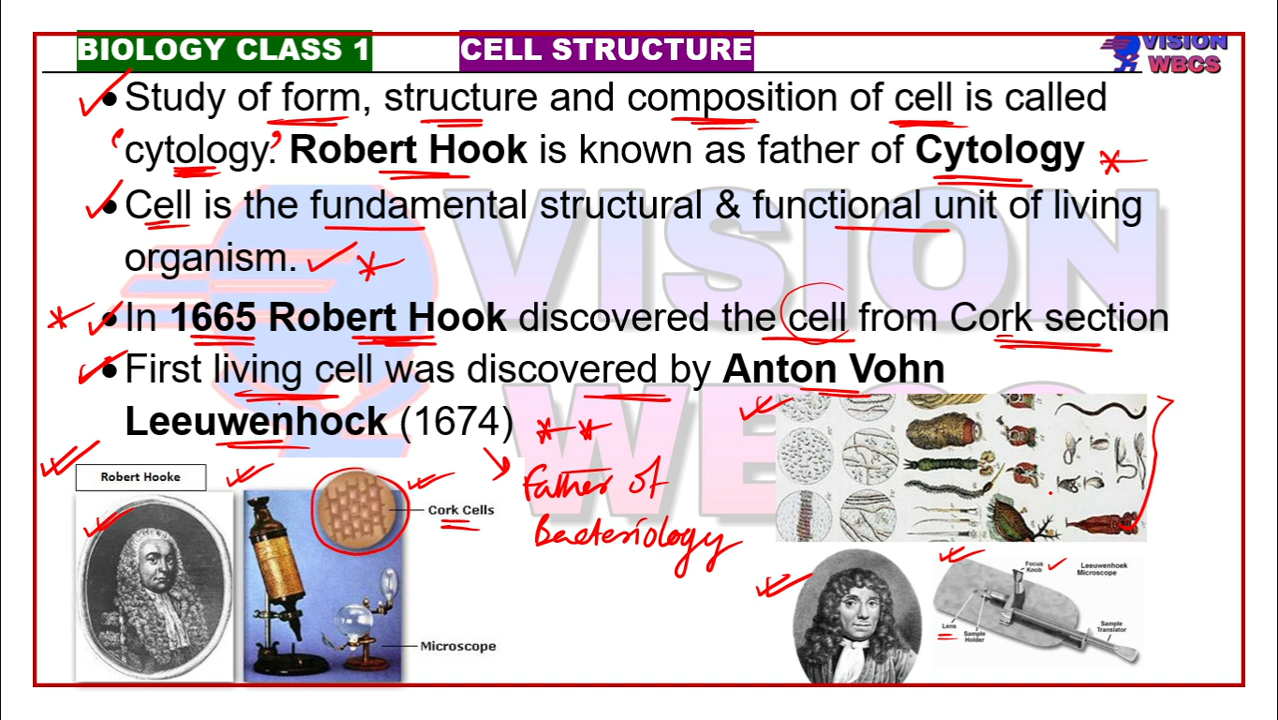 BIOLOGY CLASS 1
CELL STRUCTURE
VISION
WBCS
• Study of form, structure and composition of cell is called
'cytology.' Robert Hook is known as father of Cytology
• Cell is the fundamental structural & functional unit of living
organism.
• In 1665 Robert Hook discovered the cell from Cork section
• First living cell was discovered by Anton Vohn
Leeuwenhock (1674)
Father of
Bacteriology
Robert Hooke
Cork Cells
Microscope
Focus
Knob
Leeuwenhoek
Microscope
Lens
Sample
Holder
Sample
Translator
VISION
WBCS